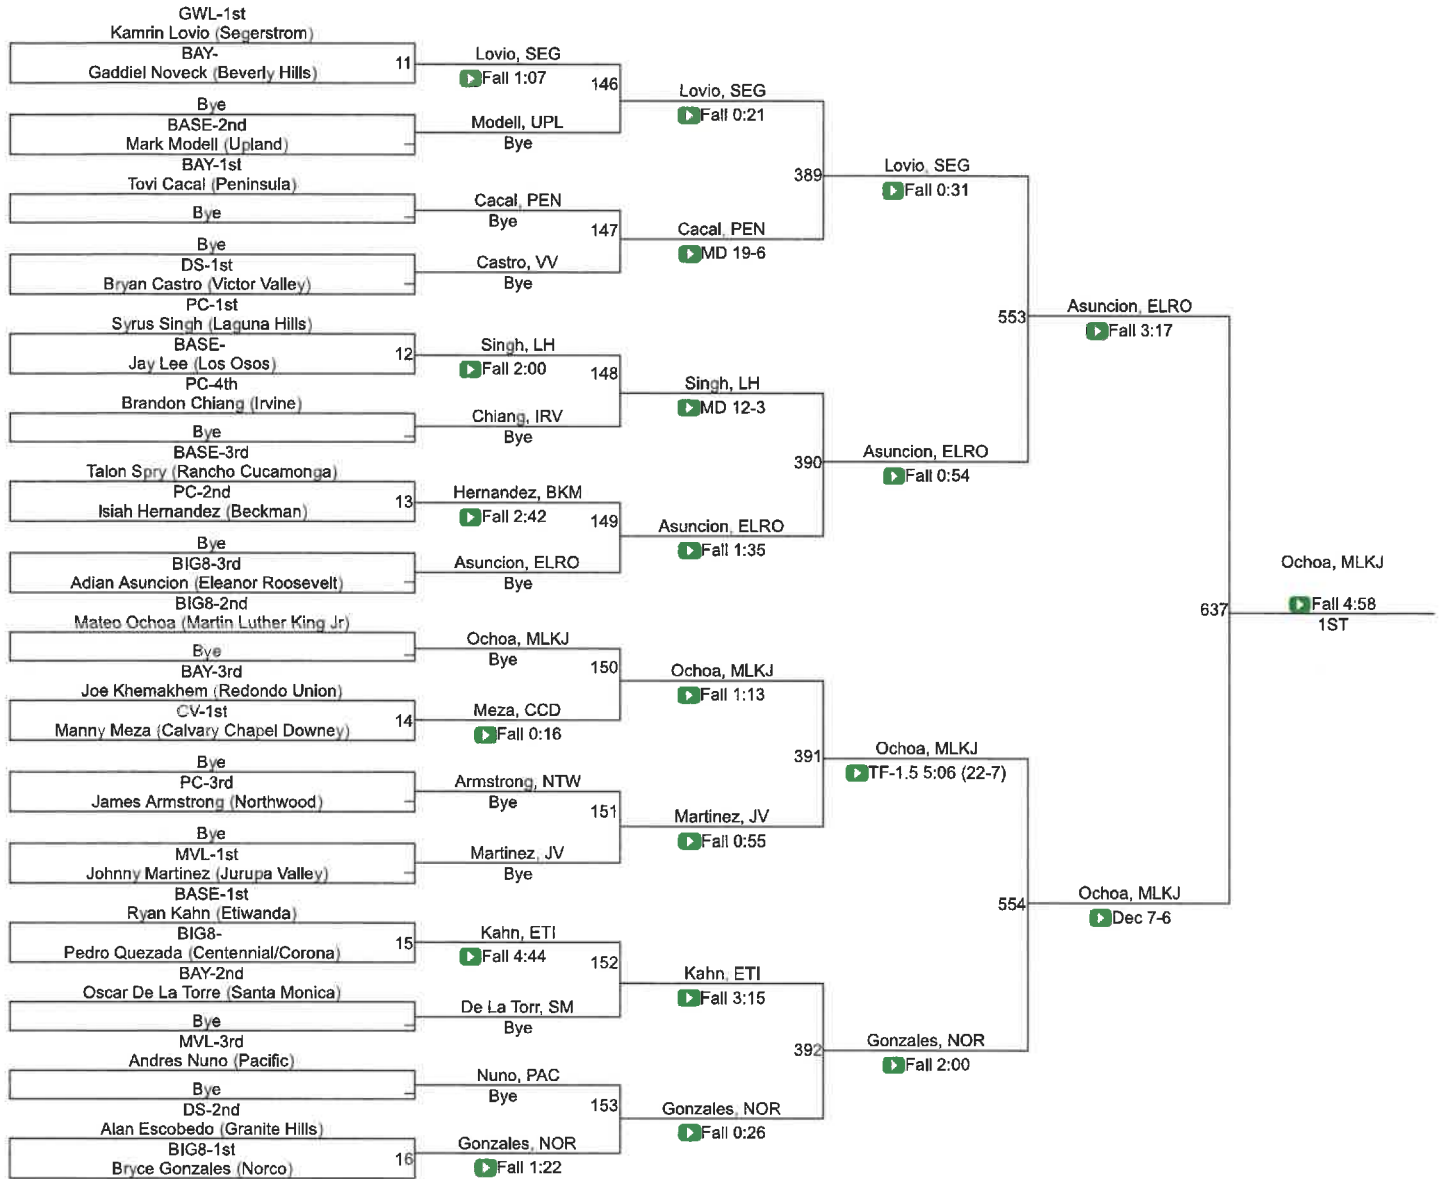 GWL-1st
Kamrin Lovio (Segerstrom)
BAY-
Gaddiel Noveck (Beverly Hills)
11
Bye
BASE-2nd
Mark Modell (Upland)
BAY-1st
Tovi Cacal (Peninsula)
Bye
Bye
DS-1st
Bryan Castro (Victor Valley)
PC-1st
Syrus Singh (Laguna Hills)
BASE-
Jay Lee (Los Osos)
12
PC-4th
Brandon Chiang (Irvine)
Bye
BASE-3rd
Talon Spry (Rancho Cucamonga)
PC-2nd
Isiah Hernandez (Beckman)
13
Bye
BIG8-3rd
Adian Asuncion (Eleanor Roosevelt)
BIG8-2nd
Mateo Ochoa (Martin Luther King Jr)
Bye
BAY-3rd
Joe Khemakhem (Redondo Union)
CV-1st
Manny Meza (Calvary Chapel Downey)
14
Bye
PC-3rd
James Armstrong (Northwood)
Bye
MVL-1st
Johnny Martinez (Jurupa Valley)
BASE-1st
Ryan Kahn (Etiwanda)
BIG8-
Pedro Quezada (Centennial/Corona)
15
BAY-2nd
Oscar De La Torre (Santa Monica)
Bye
MVL-3rd
Andres Nuno (Pacific)
Bye
DS-2nd
Alan Escobedo (Granite Hills)
BIG8-1st
Bryce Gonzales (Norco)
16
Lovio, SEG
Fall 1:07
146
Modell, UPL
Bye
Cacal, PEN
Bye
147
Castro, VV
Bye
Singh, LH
Fall 2:00
148
Chiang, IRV
Bye
Hernandez, BKM
Fall 2:42
149
Asuncion, ELRO
Bye
Ochoa, MLKJ
Bye
150
Meza, CCD
Fall 0:16
Armstrong, NTW
Bye
151
Martinez, JV
Bye
Kahn, ETI
Fall 4:44
152
De La Torr, SM
Bye
Nuno, PAC
Bye
153
Gonzales, NOR
Fall 1:22
Lovio, SEG
Fall 0:21
389
Cacal, PEN
MD 19-6
Singh, LH
MD 12-3
390
Asuncion, ELRO
Fall 1:35
Ochoa, MLKJ
Fall 1:13
391
Martinez, JV
Fall 0:55
Kahn, ETI
Fall 3:15
392
Gonzales, NOR
Fall 0:26
Lovio, SEG
Fall 0:31
553
Asuncion, ELRO
Fall 0:54
Ochoa, MLKJ
TF-1.5 5:06 (22-7)
554
Gonzales, NOR
Fall 2:00
Asuncion, ELRO
Fall 3:17
637
Ochoa, MLKJ
Dec 7-6
Ochoa, MLKJ
Fall 4:58
1ST